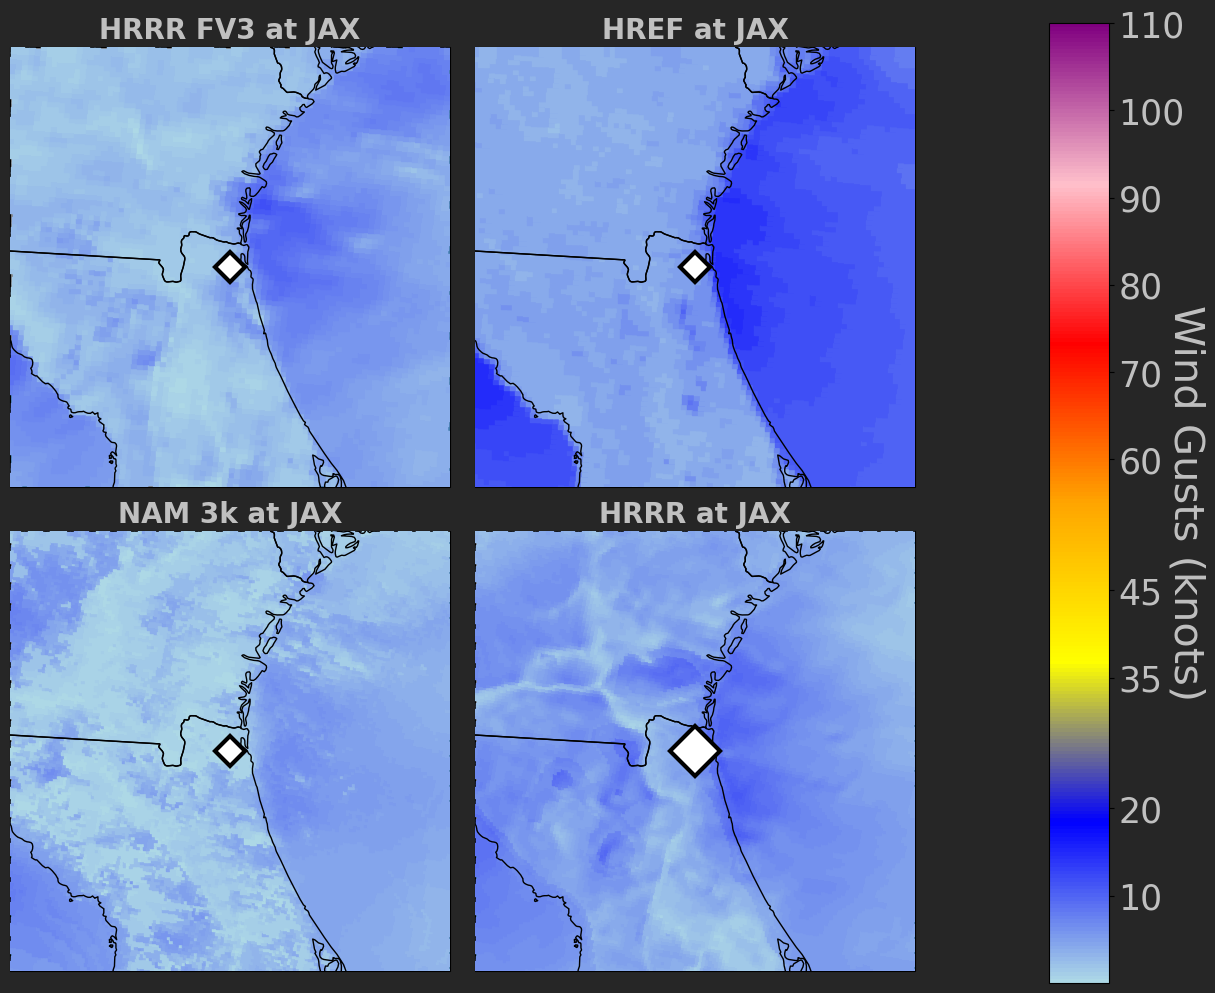 HRRR FV3 at JAX
HREF at JAX
NAM 3k at JAX
HRRR at JAX
110
100
90
80
70
60
45
35
20
10
Wind Gusts (knots)